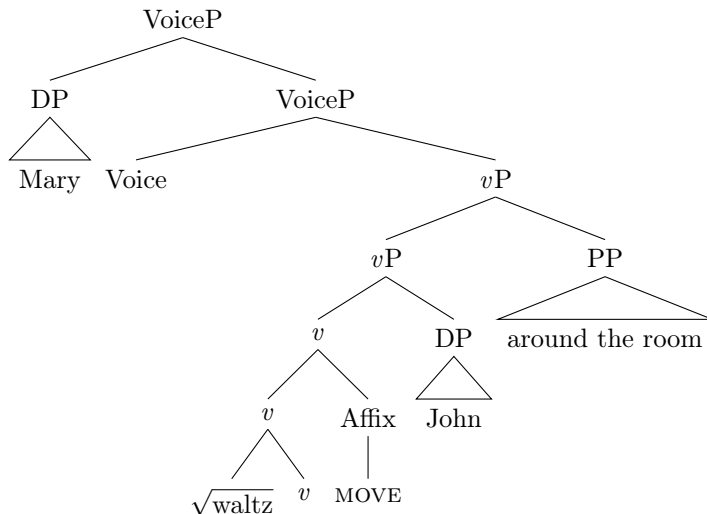 VoiceP
DP VoiceP
Mary Voice vP
vP PP
v DP around the room
v Affix John
√waltz v MOVE